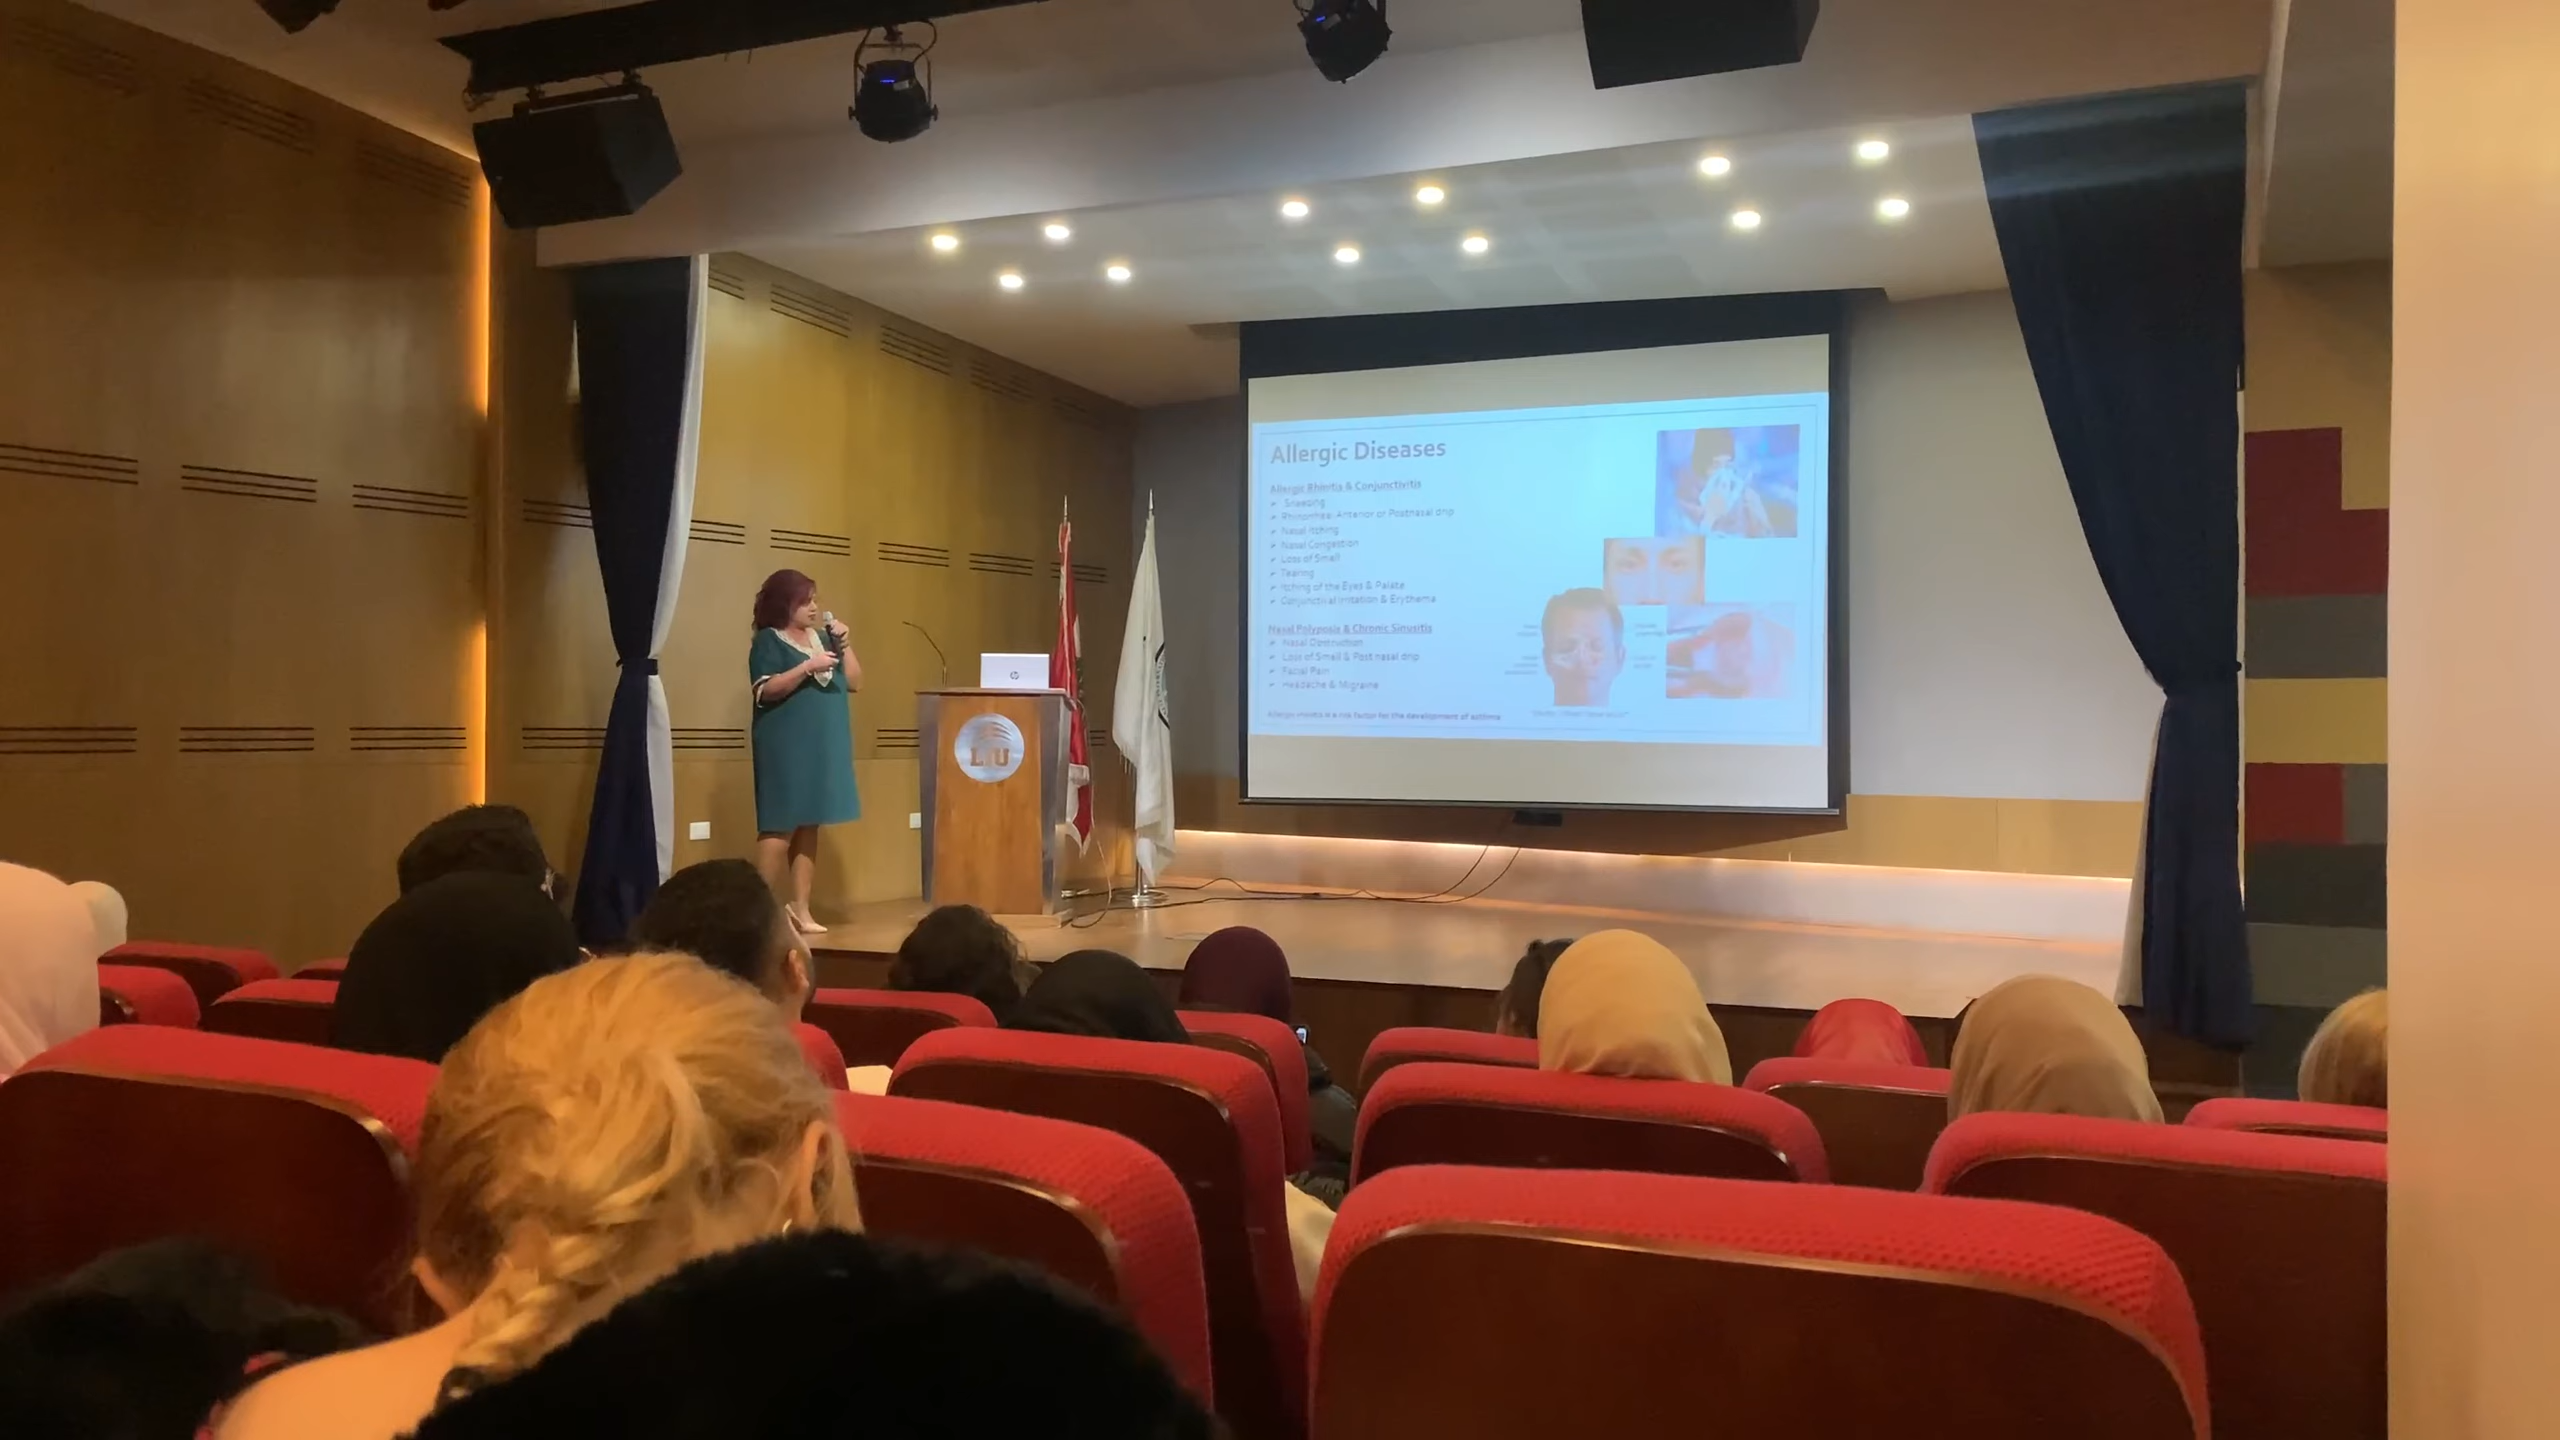 Allergic Diseases
Allergic Rhinitis & Conjunctivitis
Sneezing
Rhinorrhea: Anterior or Postnasal drip
Nasal Itching
Nasal Congestion
Loss of Smell
Tearing
Itching of the Eyes & Palate
Conjunctival Irritation & Erythema
Nasal Polyposis & Chronic Sinusitis
Nasal Obstruction
Loss of Smell & Post nasal drip
Facial Pain
Headache & Migraine
Allergic rhinitis is a risk factor for the development of asthma
hp
LIU